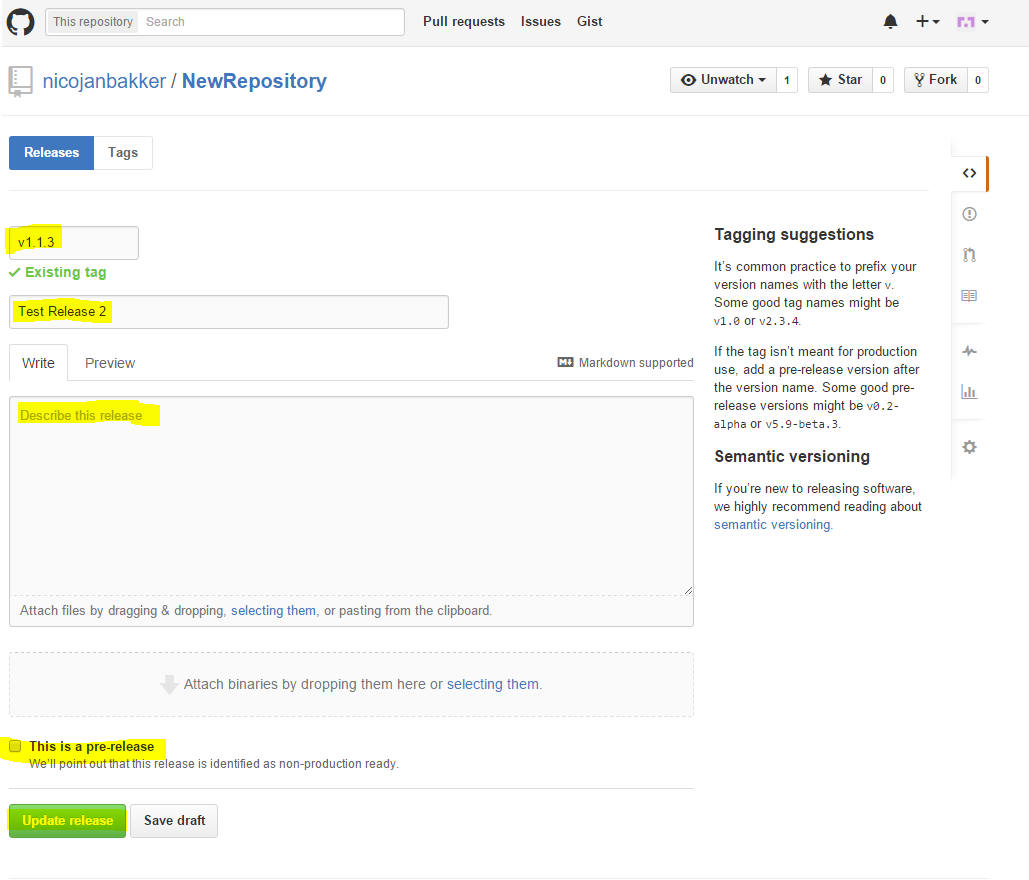 This repository Search Pull requests Issues Gist
nicojanbakker / NewRepository Unwatch 1 Star 0 Fork 0
Releases Tags
v1.1.3
Existing tag
Test Release 2
Write Preview Markdown supported
Describe this release
Attach files by dragging & dropping, selecting them, or pasting from the clipboard.
Attach binaries by dropping them here or selecting them.
This is a pre-release
We'll point out that this release is identified as non-production ready.
Update release Save draft
Tagging suggestions
It's common practice to prefix your
version names with the letter v.
Some good tag names might be
v1.0 or v2.3.4.
If the tag isn't meant for production
use, add a pre-release version after
the version name. Some good pre-
release versions might be v0.2-
alpha or v5.9-beta.3.
Semantic versioning
If you're new to releasing software,
we highly recommend reading about
semantic versioning.